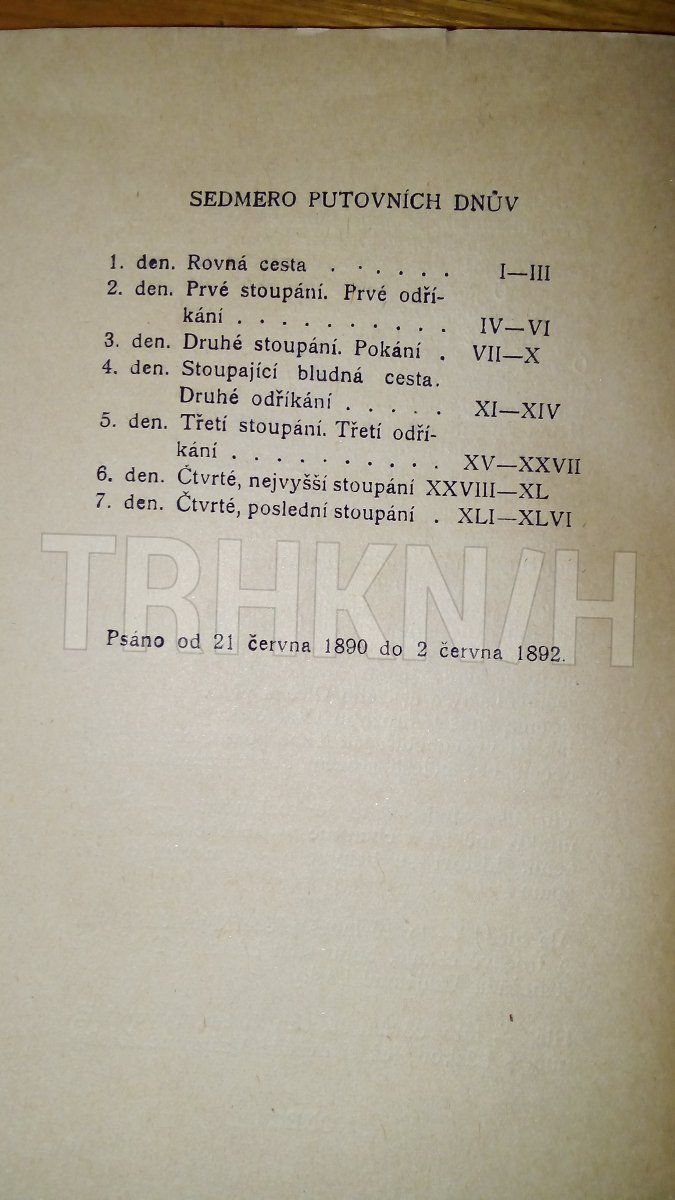 SEDMERO PUTOVNÍCH DNŮV
1. den. Rovná cesta . . . . . . I—III
2. den. Prvé stoupání. Prvé odří-
kání . . . . . . . . . . IV—VI
3. den. Druhé stoupání. Pokání . VII—X
4. den. Stoupající bludná cesta.
Druhé odříkání . . . . . XI—XIV
5. den. Třetí stoupání. Třetí odří-
kání . . . . . . . . . . XV—XXVII
6. den. Čtvrté, nejvyšší stoupání XXVIII—XL
7. den. Čtvrté, poslední stoupání . XLI—XLVI
TRHKNIH
Psáno od 21 června 1890 do 2 června 1892.